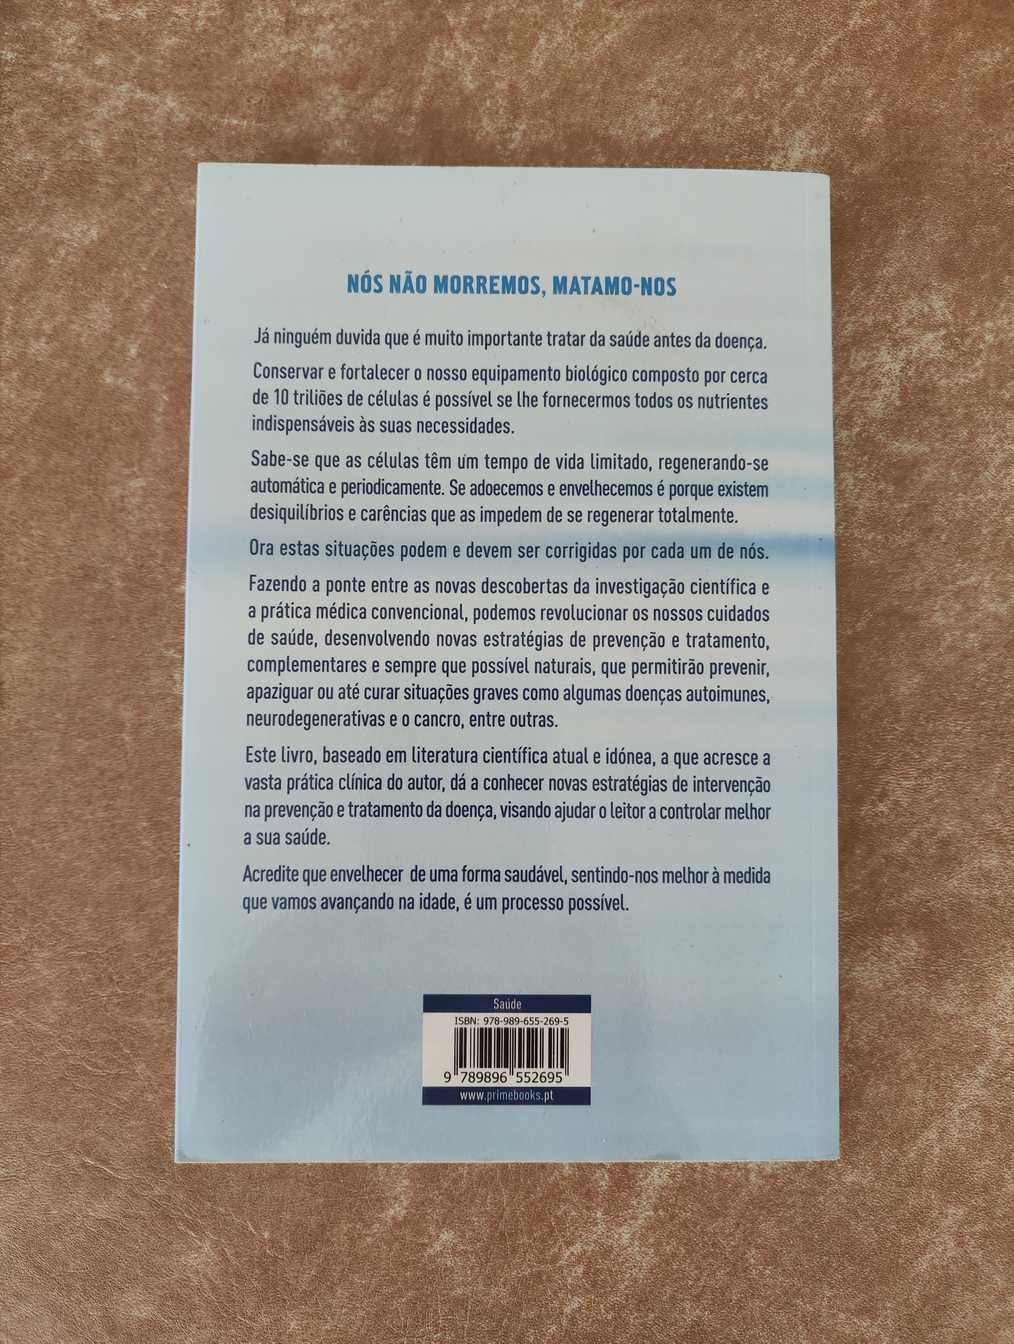 NÓS NÃO MORREMOS, MATAMO-NOS
Já ninguém duvida que é muito importante tratar da saúde antes da doença.
Conservar e fortalecer o nosso equipamento biológico composto por cerca
de 10 triliões de células é possível se lhe fornecermos todos os nutrientes
indispensáveis às suas necessidades.
Sabe-se que as células têm um tempo de vida limitado, regenerando-se
automática e periodicamente. Se adoecemos e envelhecemos é porque existem
desiquilíbrios e carências que as impedem de se regenerar totalmente.
Ora estas situações podem e devem ser corrigidas por cada um de nós.
Fazendo a ponte entre as novas descobertas da investigação científica e
a prática médica convencional, podemos revolucionar os nossos cuidados
de saúde, desenvolvendo novas estratégias de prevenção e tratamento,
complementares e sempre que possível naturais, que permitirão prevenir,
apaziguar ou até curar situações graves como algumas doenças autoimunes,
neurodegenerativas e o cancro, entre outras.
Este livro, baseado em literatura científica atual e idónea, a que acresce a
vasta prática clínica do autor, dá a conhecer novas estratégias de intervenção
na prevenção e tratamento da doença, visando ajudar o leitor a controlar melhor
a sua saúde.
Acredite que envelhecer de uma forma saudável, sentindo-nos melhor à medida
que vamos avançando na idade, é um processo possível.
Saúde
ISBN: 978-989-655-269-5
9 789896 552695
www.primebooks.pt